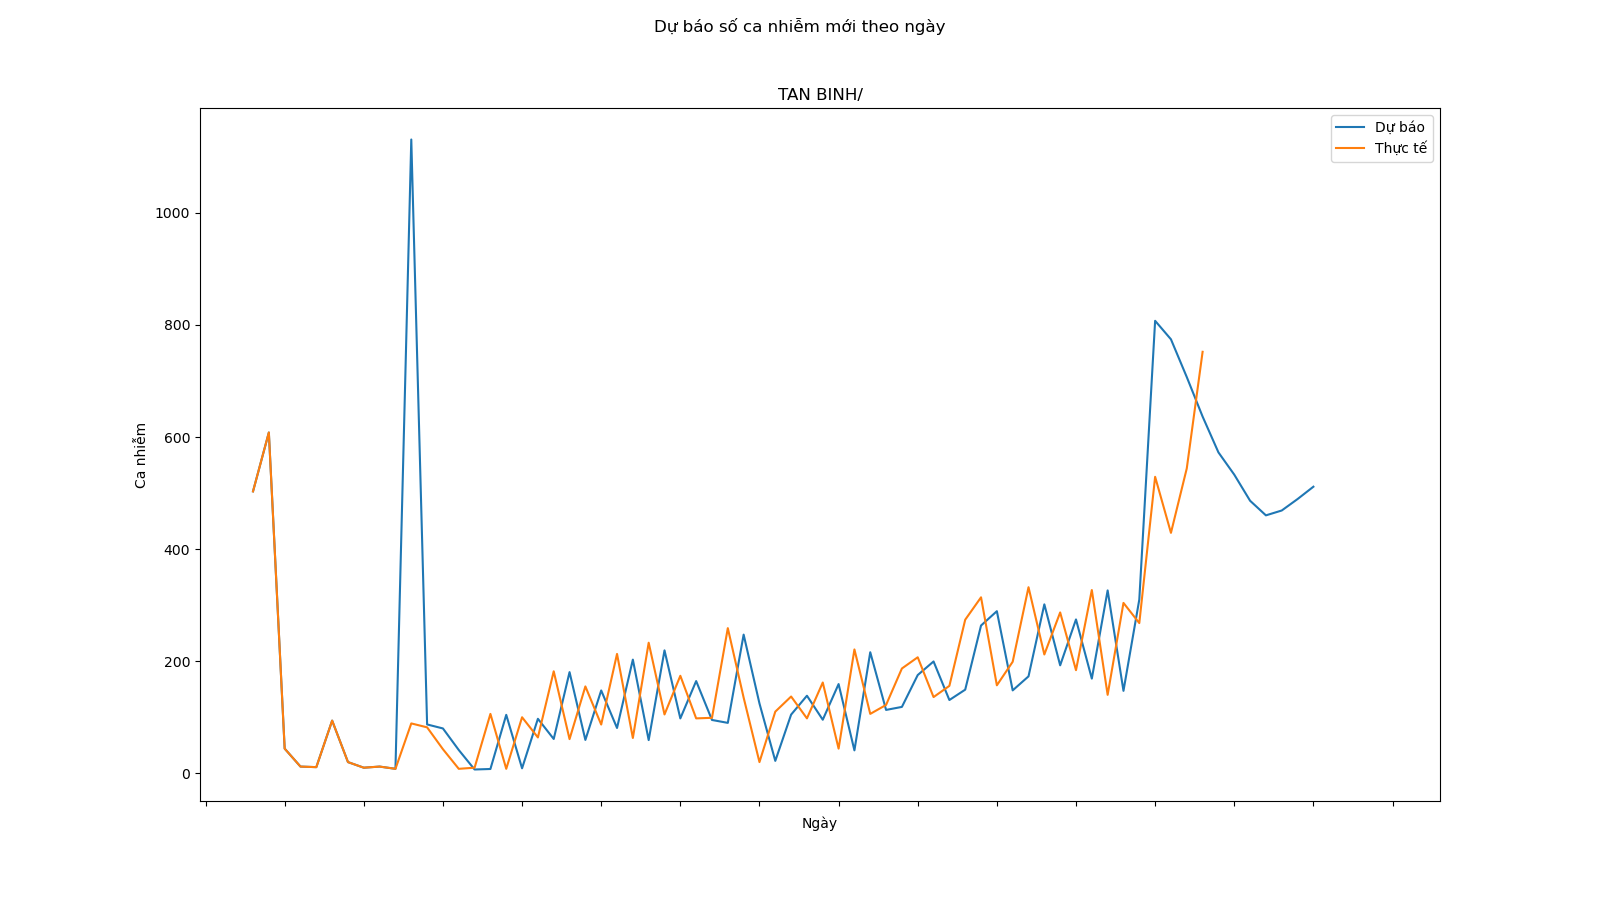 Dự báo số ca nhiễm mới theo ngày
TAN BINH/
Dự báo
Thực tế
1000
800
600
400
200
0
Ca nhiễm
Ngày